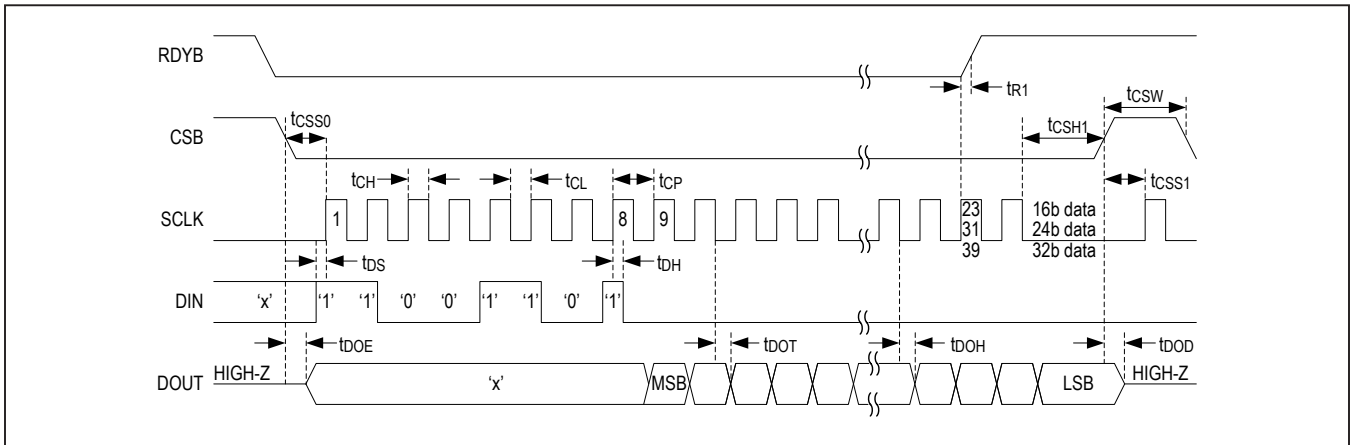 RDYB
tR1
tCSW
tCSS0
CSB
tCSH1
tCH
tCL
tCP
tCSS1
SCLK
1
8
9
23
16b data
31
24b data
39
32b data
tDS
tDH
DIN
'x'
'1'
'1'
'0'
'0'
'1'
'1'
'0'
'1'
tDOE
tDOT
tDOH
tDOD
DOUT
HIGH-Z
'x'
MSB
LSB
HIGH-Z